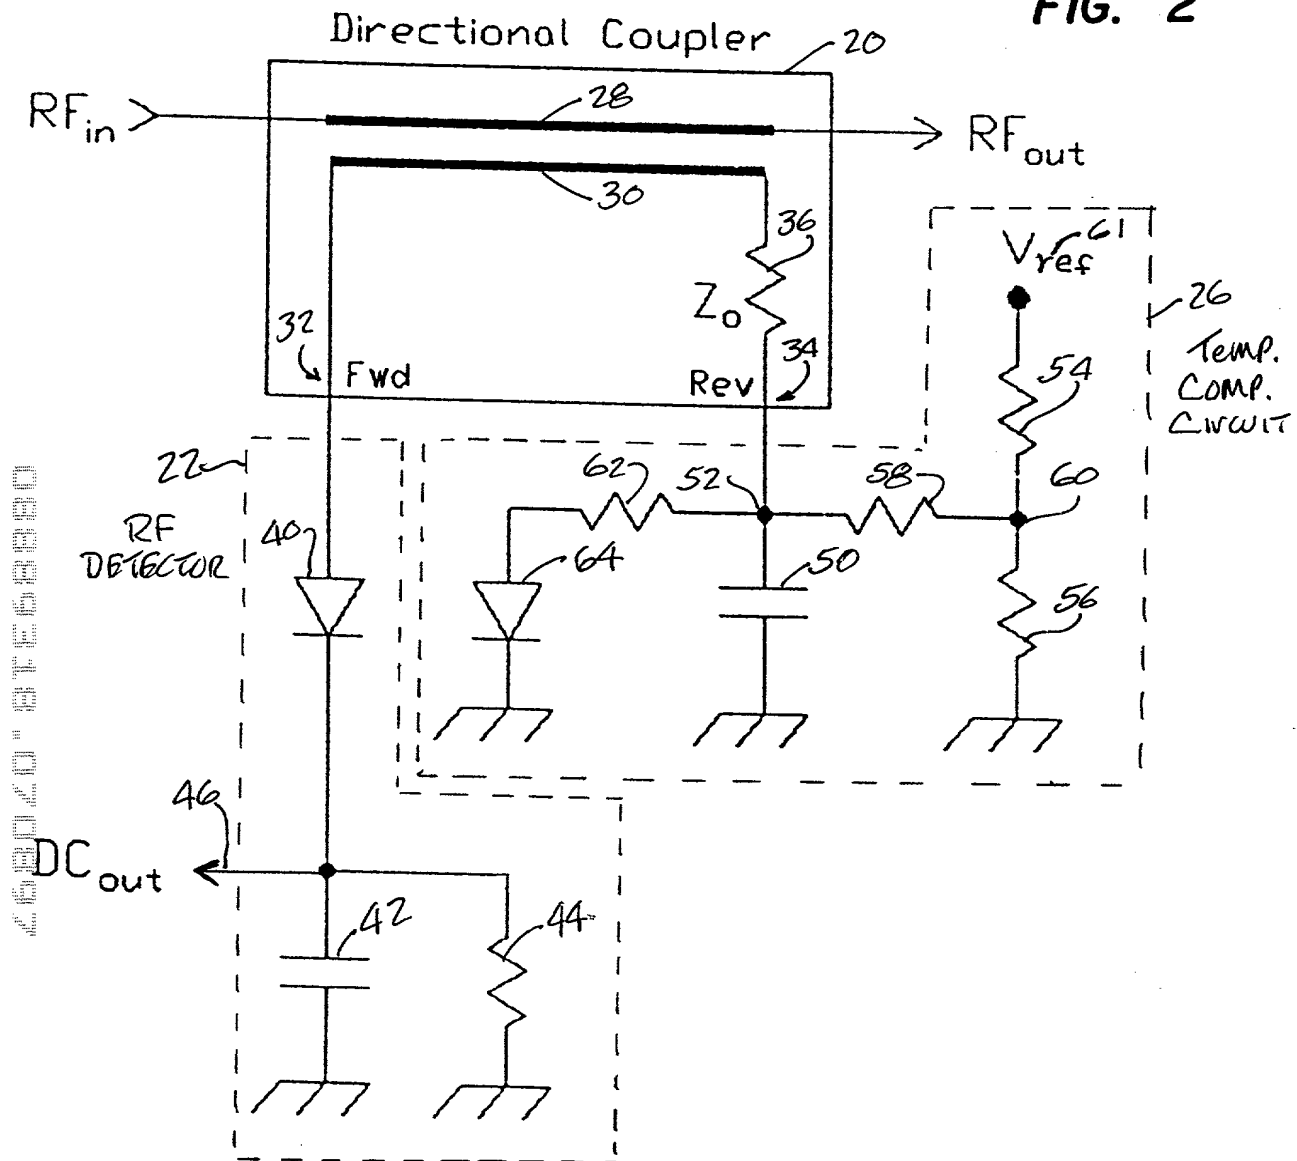 FIG. 2
Directional Coupler
20
RFin
28
RFout
30
36
Vref
61
Zo
26
32
34
Temp.
Comp.
Circuit
Fwd
Rev
54
22
62
52
58
60
RF
DETECTOR
40
64
50
56
46
DCout
42
44